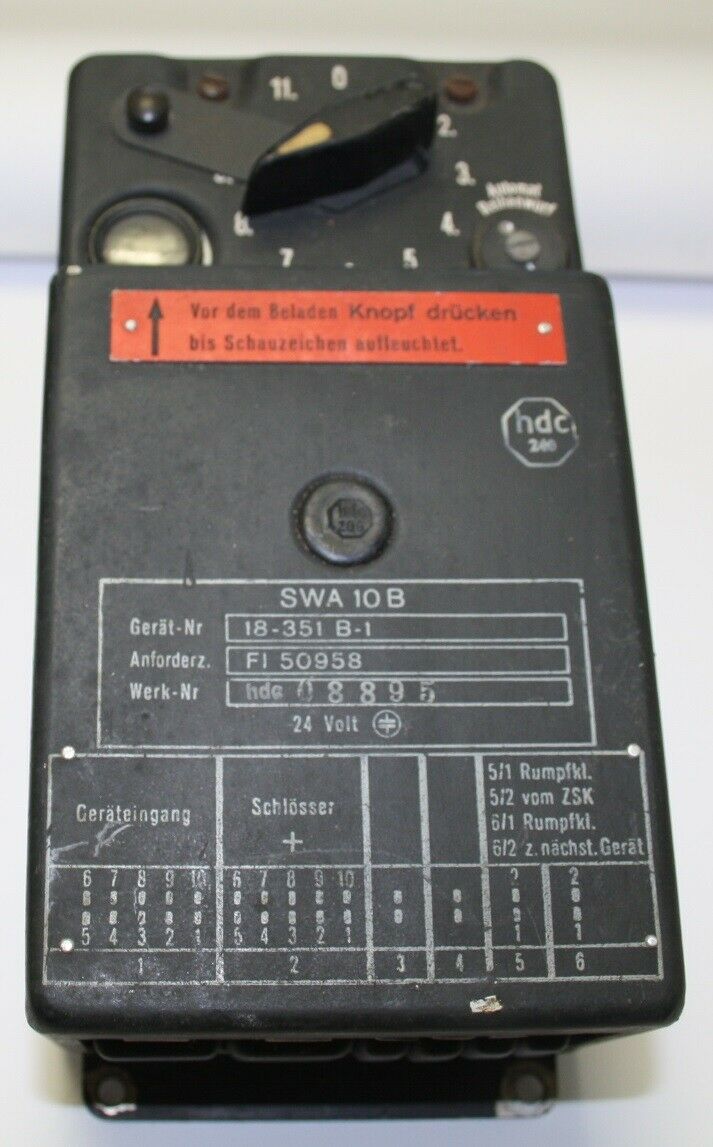 11. 0
2.
3.
4.
8.
7 5
Vor dem Beladen Knopf drücken
bis Schauzeichen aufleuchtet.
hdc
SWA 10 B
Gerät-Nr 18-351 B-1
Anforderz. Fl 50958
Werk-Nr hdc 08895
24 Volt
Geräteingang
Schlösser
+
5/1 Rumpfkl.
5/2 vom ZSK
6/1 Rumpfkl.
6/2 z.nächst.Gerät
6 7 8 9 10 6 7 8 9 10 2 2
5 4 3 2 1 5 4 3 2 1 1 1
1 2 3 4 5 6